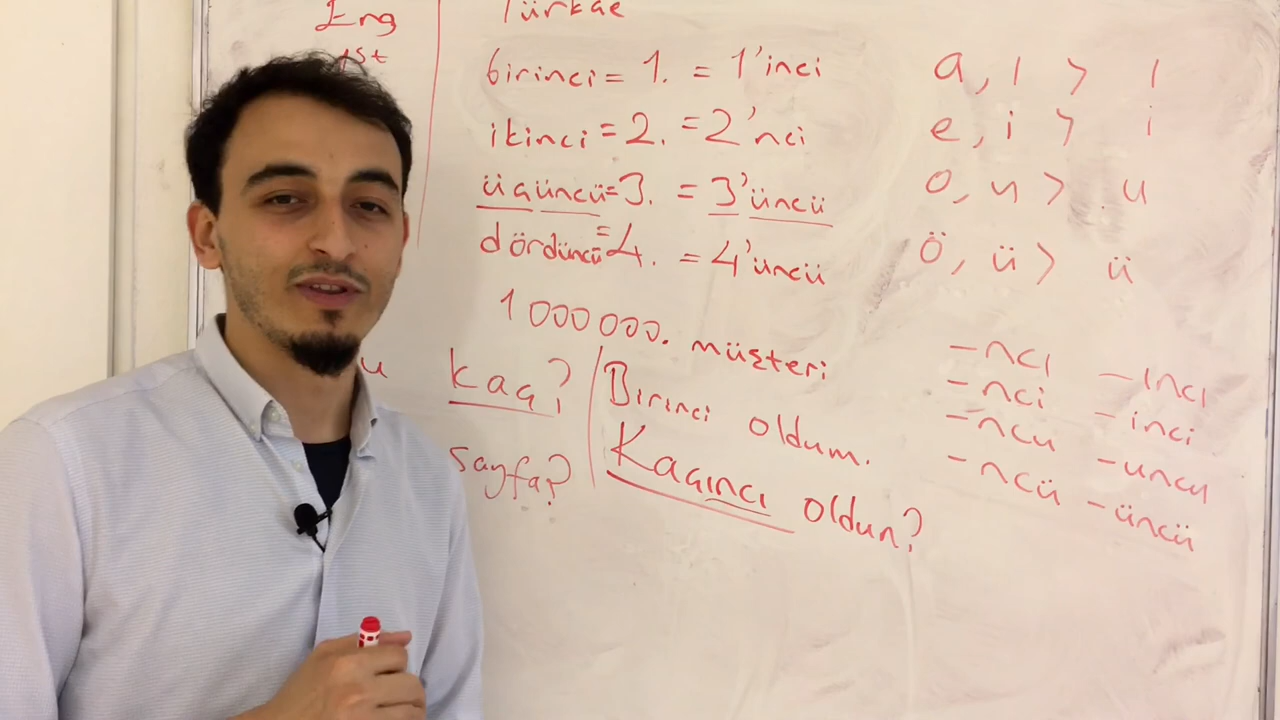 Eng
1st
Türkçe
birinci = 1. = 1'inci
ikinci = 2. = 2'nci
üçüncü = 3. = 3'üncü
dördüncü = 4. = 4'üncü
1 000 000. müşteri
kaç?
sayfa?
Birinci oldum.
Kaçıncı oldun?
a, ı > ı
e, i > i
o, u > u
ö, ü > ü
-ncı -ıncı
-nci -inci
-ncu -uncu
-ncü -üncü